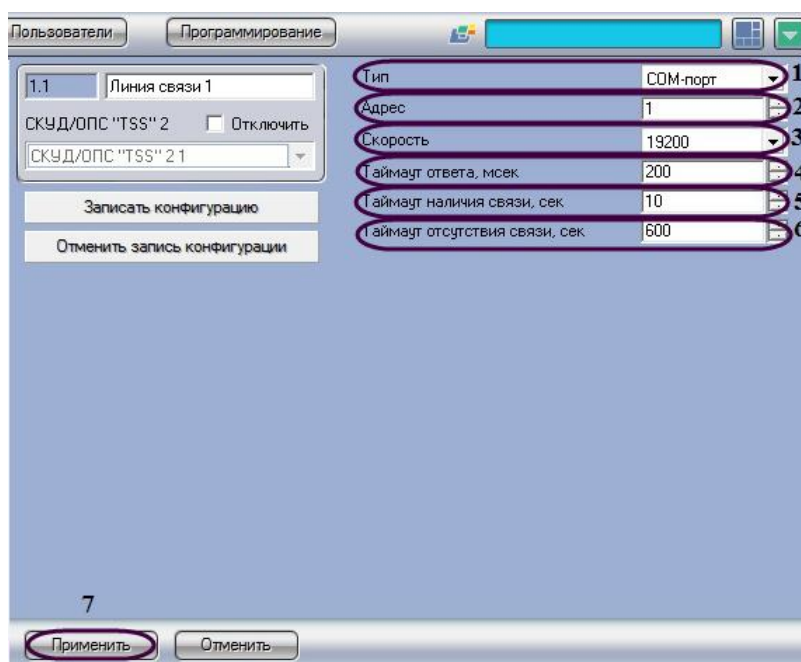 Пользователи Программирование
1.1 Линия связи 1
СКУД/ОПС "TSS" 2 Отключить
СКУД/ОПС "TSS" 2 1
Записать конфигурацию
Отменить запись конфигурации
Тип COM-порт 1
Адрес 1 2
Скорость 19200 3
Таймаут ответа, мсек 200 4
Таймаут наличия связи, сек 10 5
Таймаут отсутствия связи, сек 600 6
7
Применить Отменить